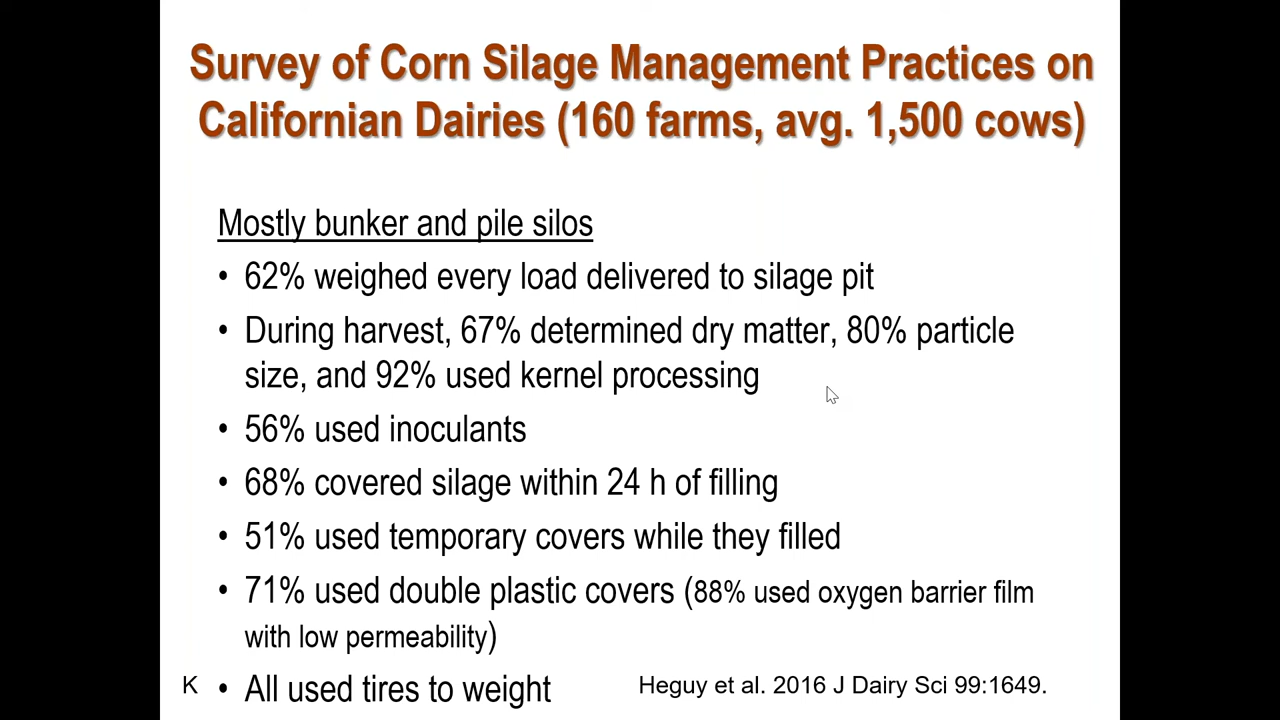 Survey of Corn Silage Management Practices on
Californian Dairies (160 farms, avg. 1,500 cows)
Mostly bunker and pile silos
• 62% weighed every load delivered to silage pit
• During harvest, 67% determined dry matter, 80% particle
size, and 92% used kernel processing
• 56% used inoculants
• 68% covered silage within 24 h of filling
• 51% used temporary covers while they filled
• 71% used double plastic covers (88% used oxygen barrier film
with low permeability)
K • All used tires to weight
Heguy et al. 2016 J Dairy Sci 99:1649.